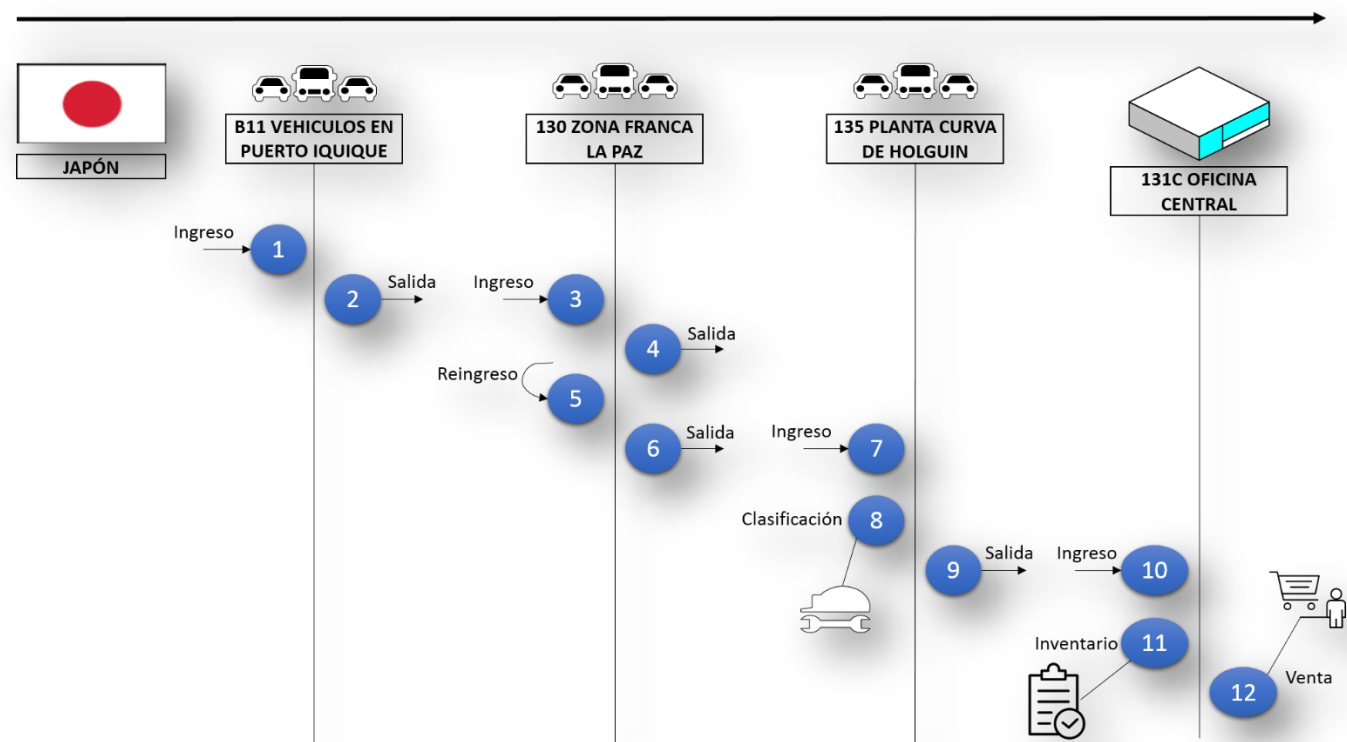 JAPÓN
B11 VEHICULOS EN
PUERTO IQUIQUE
130 ZONA FRANCA
LA PAZ
135 PLANTA CURVA
DE HOLGUIN
131C OFICINA
CENTRAL
Ingreso
1
2
Salida
Ingreso
3
4
Salida
Reingreso
5
6
Salida
Ingreso
7
Clasificación
8
9
Salida
Ingreso
10
Inventario
11
12
Venta